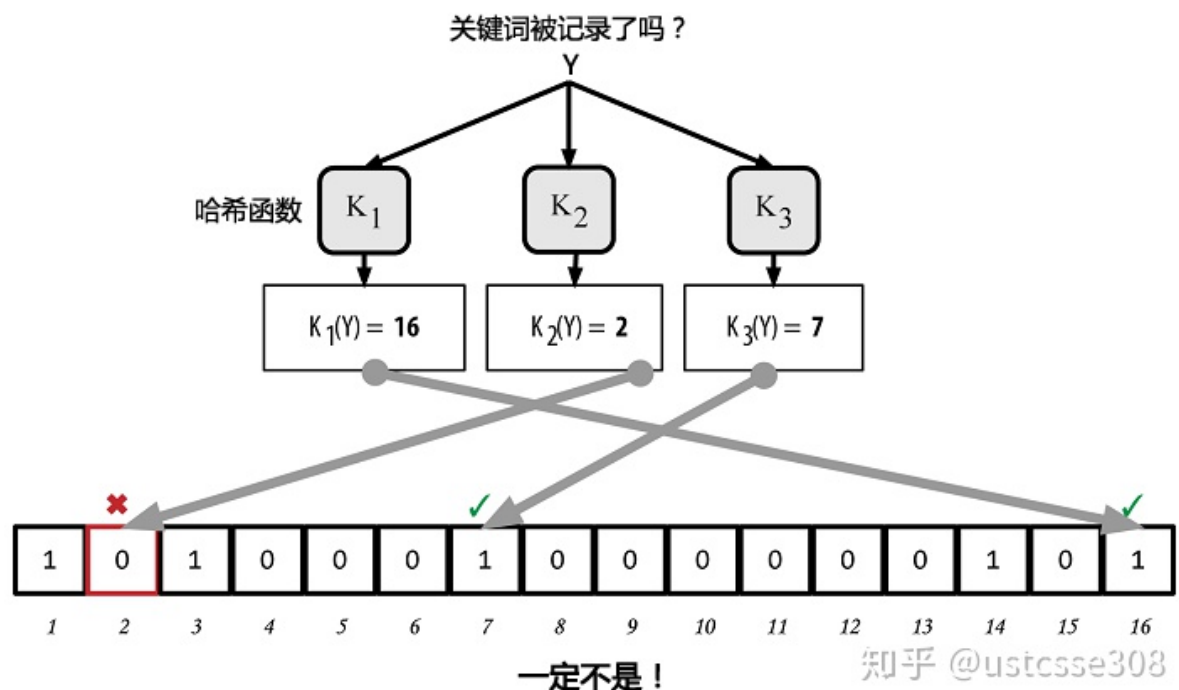 关键词被记录了吗？
Y
哈希函数 K1 K2 K3
K1(Y) = 16 K2(Y) = 2 K3(Y) = 7
✖ ✓ ✓
1 0 1 0 0 0 1 0 0 0 0 0 0 1 0 1
1 2 3 4 5 6 7 8 9 10 11 12 13 14 15 16
一定不是！
知乎 @ustcsse308